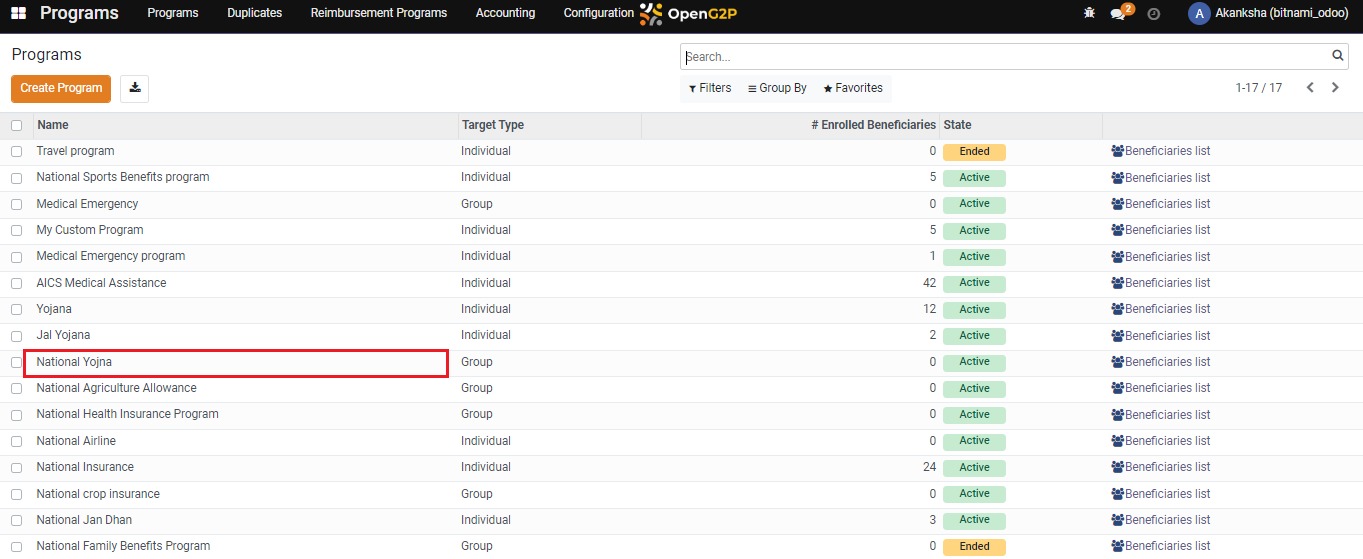 Programs Programs Duplicates Reimbursement Programs Accounting Configuration OpenG2P 2 A Akanksha (bitnami_odoo)
Programs Search...
Create Program Filters Group By Favorites 1-17 / 17
Name Target Type # Enrolled Beneficiaries State
Travel program Individual 0 Ended Beneficiaries list
National Sports Benefits program Individual 5 Active Beneficiaries list
Medical Emergency Group 0 Active Beneficiaries list
My Custom Program Individual 5 Active Beneficiaries list
Medical Emergency program Individual 1 Active Beneficiaries list
AICS Medical Assistance Individual 42 Active Beneficiaries list
Yojana Individual 12 Active Beneficiaries list
Jal Yojana Individual 2 Active Beneficiaries list
National Yojna Group 0 Active Beneficiaries list
National Agriculture Allowance Group 0 Active Beneficiaries list
National Health Insurance Program Group 0 Active Beneficiaries list
National Airline Individual 0 Active Beneficiaries list
National Insurance Individual 24 Active Beneficiaries list
National crop insurance Group 0 Active Beneficiaries list
National Jan Dhan Individual 3 Active Beneficiaries list
National Family Benefits Program Group 0 Ended Beneficiaries list